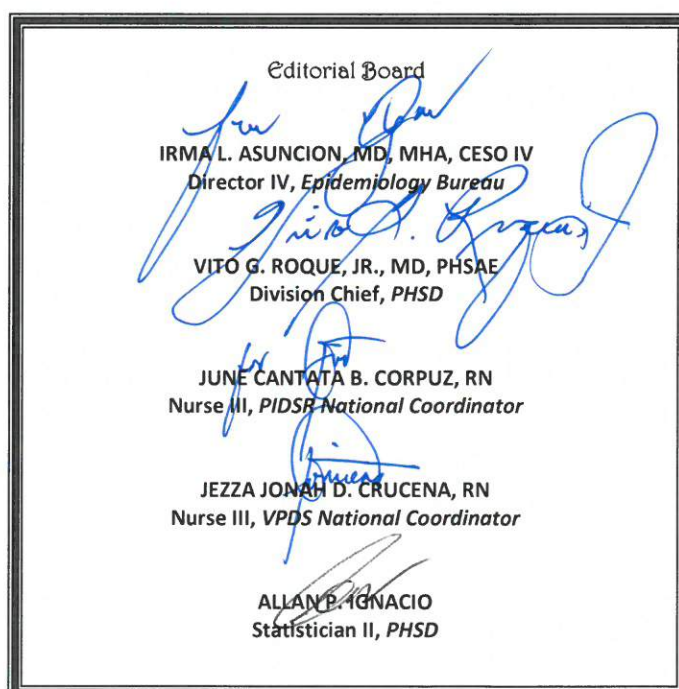 Editorial Board
IRMA L. ASUNCION, MD, MHA, CESO IV
Director IV, Epidemiology Bureau
VITO G. ROQUE, JR., MD, PHSAE
Division Chief, PHSD
for
JUNE CANTATA B. CORPUZ, RN
Nurse III, PIDSR National Coordinator
JEZZA JONAH D. CRUCENA, RN
Nurse III, VPDS National Coordinator
ALLAN P. IGNACIO
Statistician II, PHSD